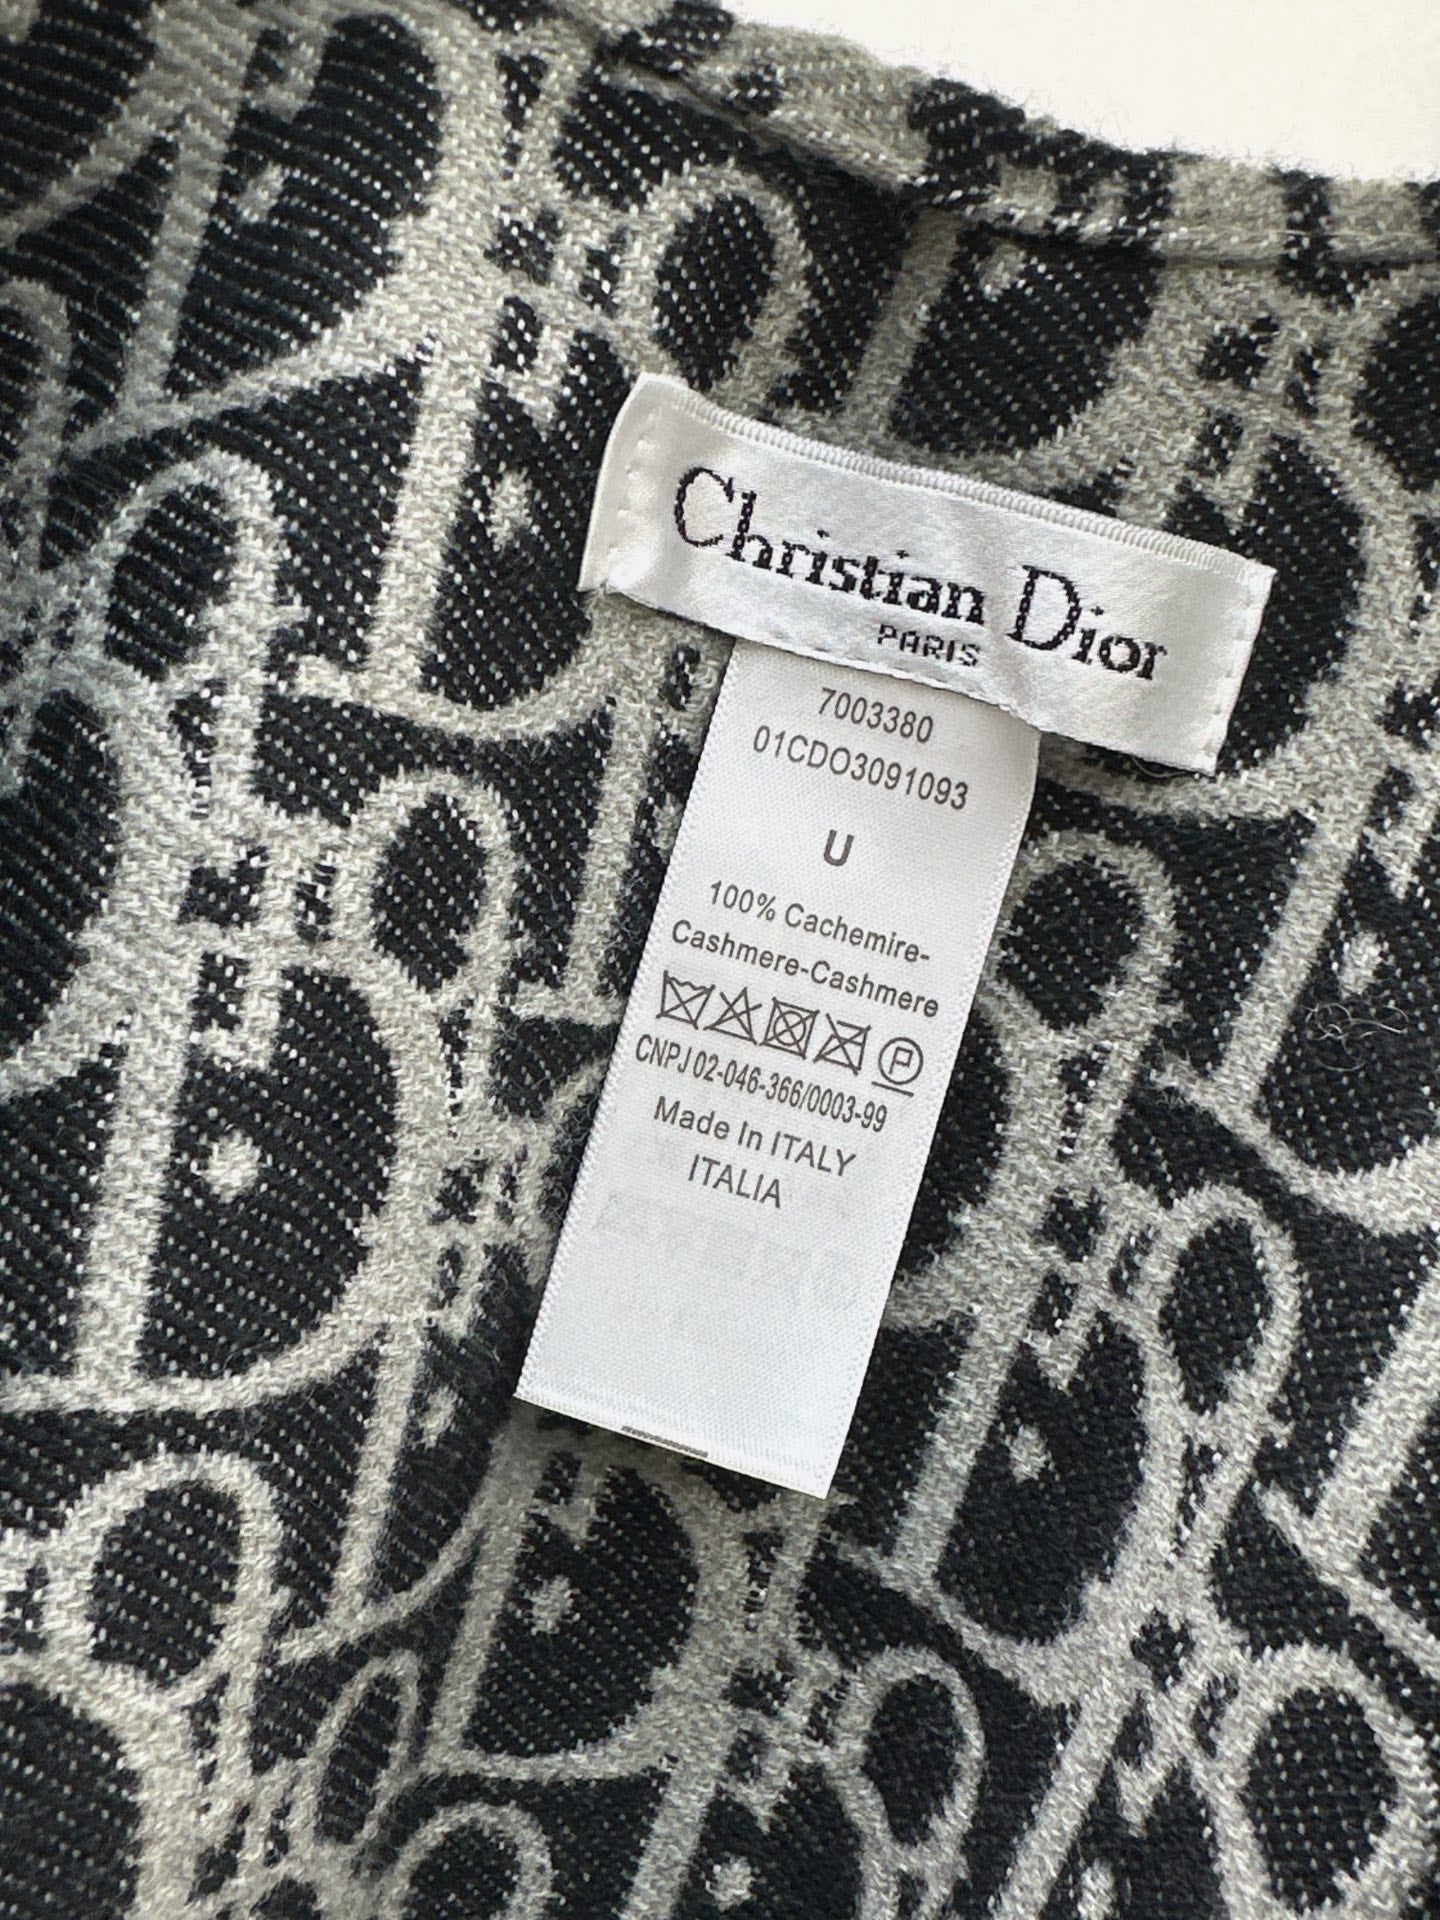 Christian Dior
PARIS
7003380
01CDO3091093
U
100% Cachemire-
Cashmere-Cashmere
P
CNPJ 02-046-366/0003-99
Made In ITALY
ITALIA